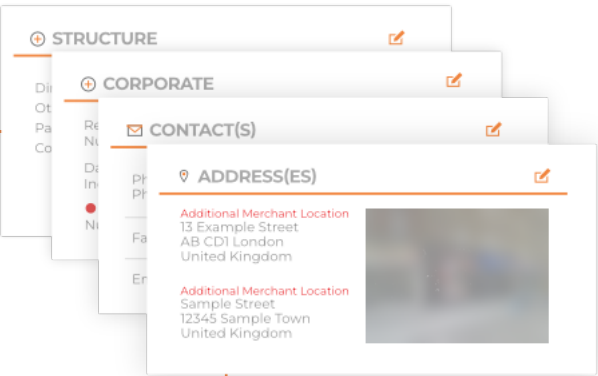 STRUCTURE
CORPORATE
CONTACT(S)
ADDRESS(ES)
Additional Merchant Location
13 Example Street
AB CD1 London
United Kingdom
Additional Merchant Location
Sample Street
12345 Sample Town
United Kingdom